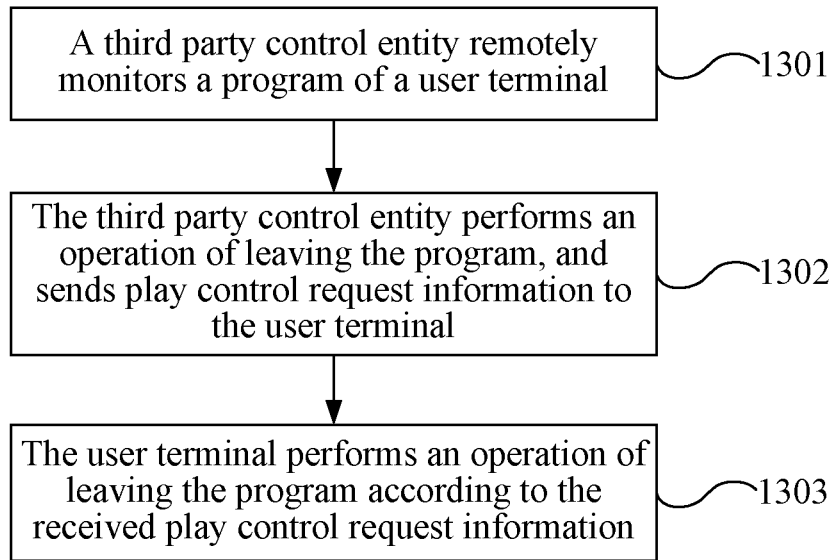 A third party control entity remotely
monitors a program of a user terminal
1301
The third party control entity performs an
operation of leaving the program, and
sends play control request information to
the user terminal
1302
The user terminal performs an operation of
leaving the program according to the
received play control request information
1303